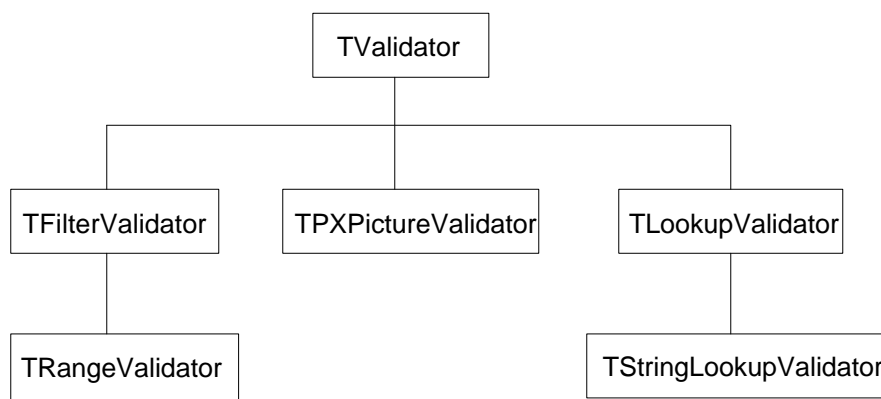 TValidator
TFilterValidator
TPXPictureValidator
TLookupValidator
TRangeValidator
TStringLookupValidator